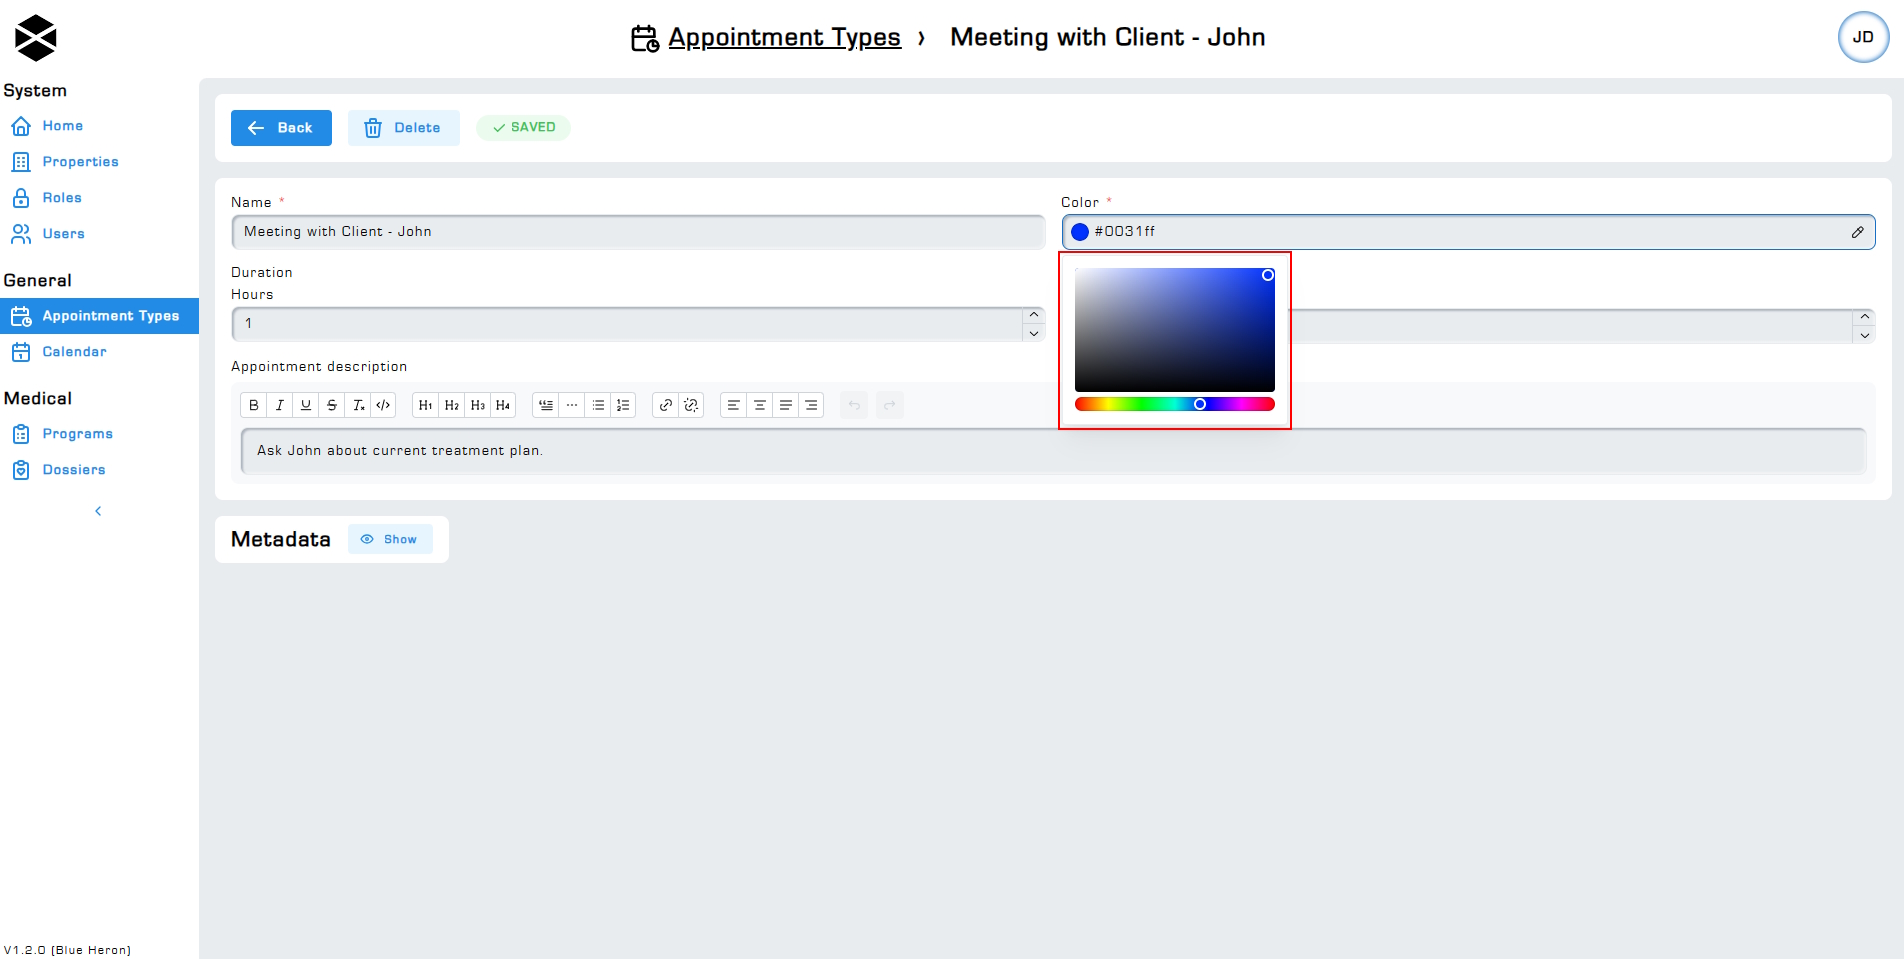 Appointment Types › Meeting with Client - John
JD
System
Home
Properties
Roles
Users
General
Appointment Types
Calendar
Medical
Programs
Dossiers
V1.2.0 (Blue Heron)
Back
Delete
SAVED
Name *
Meeting with Client - John
Color *
#0031ff
Duration
Hours
1
Appointment description
B I U S Tx </> H1 H2 H3 H4
Ask John about current treatment plan.
Metadata
Show